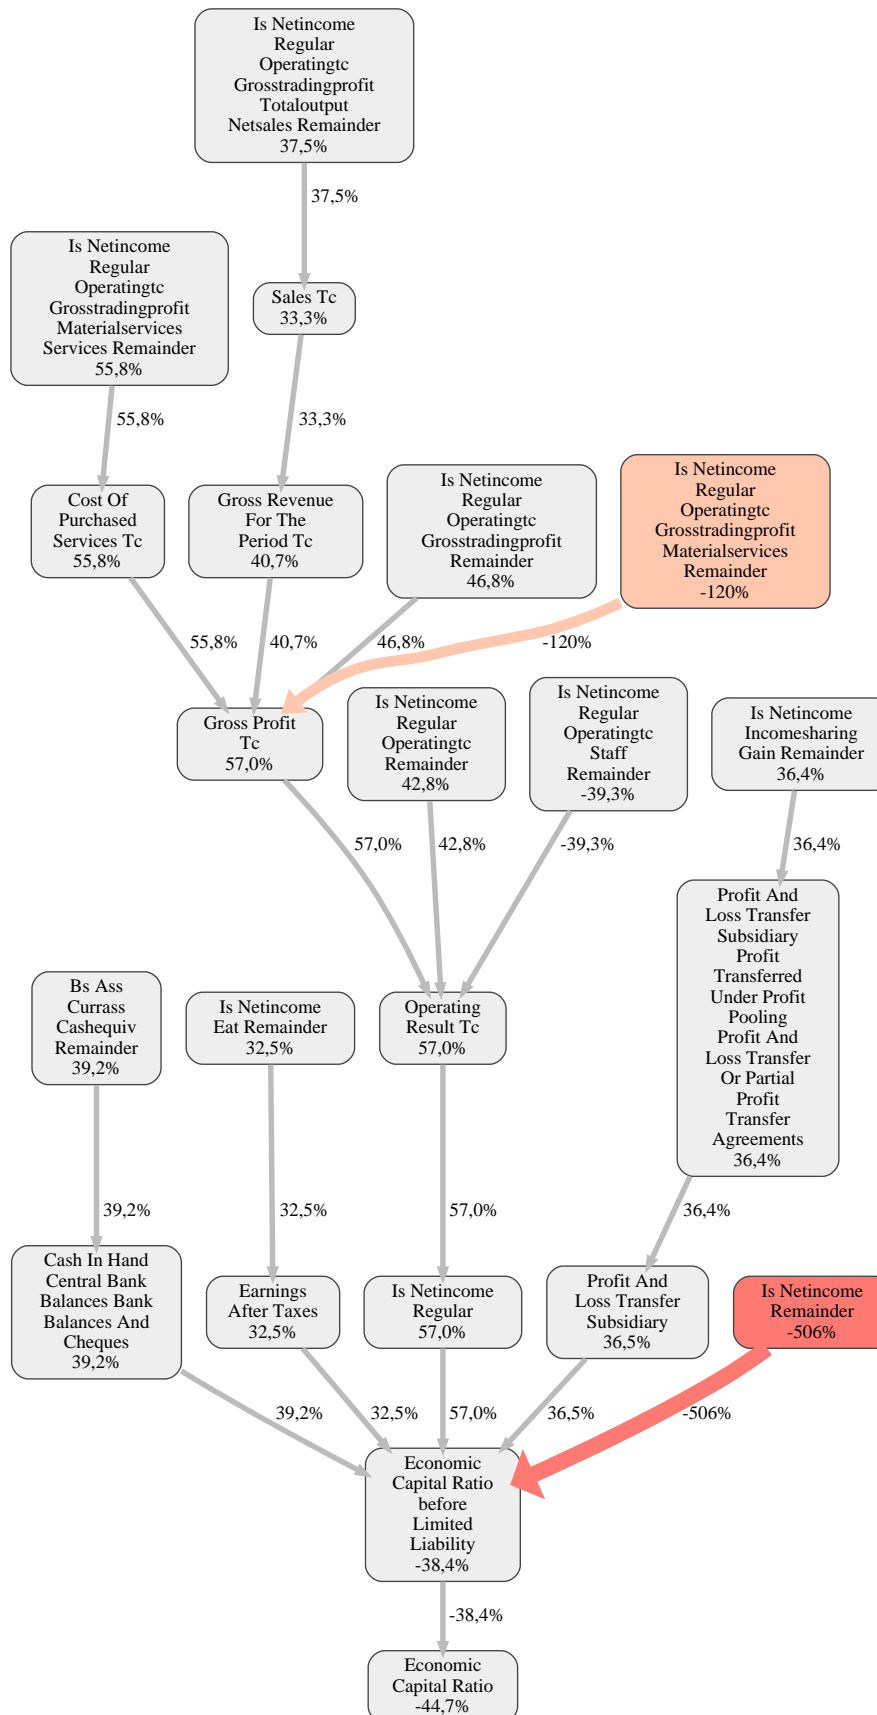 Is Netincome
Regular
Operatingtc
Grosstradingprofit
Totaloutput
Netsales Remainder
37,5%
37,5%
Is Netincome
Regular
Operatingtc
Grosstradingprofit
Materialservices
Services Remainder
55,8%
Sales Tc
33,3%
55,8%
33,3%
Cost Of
Purchased
Services Tc
55,8%
Gross Revenue
For The
Period Tc
40,7%
Is Netincome
Regular
Operatingtc
Grosstradingprofit
Remainder
46,8%
Is Netincome
Regular
Operatingtc
Grosstradingprofit
Materialservices
Remainder
-120%
55,8%
40,7%
46,8%
-120%
Gross Profit
Tc
57,0%
Is Netincome
Regular
Operatingtc
Remainder
42,8%
Is Netincome
Regular
Operatingtc
Staff
Remainder
-39,3%
Is Netincome
Incomesharing
Gain Remainder
36,4%
57,0%
42,8%
-39,3%
36,4%
Profit And
Loss Transfer
Subsidiary
Profit
Transferred
Under Profit
Pooling
Profit And
Loss Transfer
Or Partial
Profit
Transfer
Agreements
36,4%
Bs Ass
Currass
Cashequiv
Remainder
39,2%
Is Netincome
Eat Remainder
32,5%
Operating
Result Tc
57,0%
39,2%
32,5%
57,0%
36,4%
Cash In Hand
Central Bank
Balances Bank
Balances And
Cheques
39,2%
Earnings
After Taxes
32,5%
Is Netincome
Regular
57,0%
Profit And
Loss Transfer
Subsidiary
36,5%
Is Netincome
Remainder
-506%
39,2%
32,5%
57,0%
36,5%
-506%
Economic
Capital Ratio
before
Limited
Liability
-38,4%
-38,4%
Economic
Capital Ratio
-44,7%